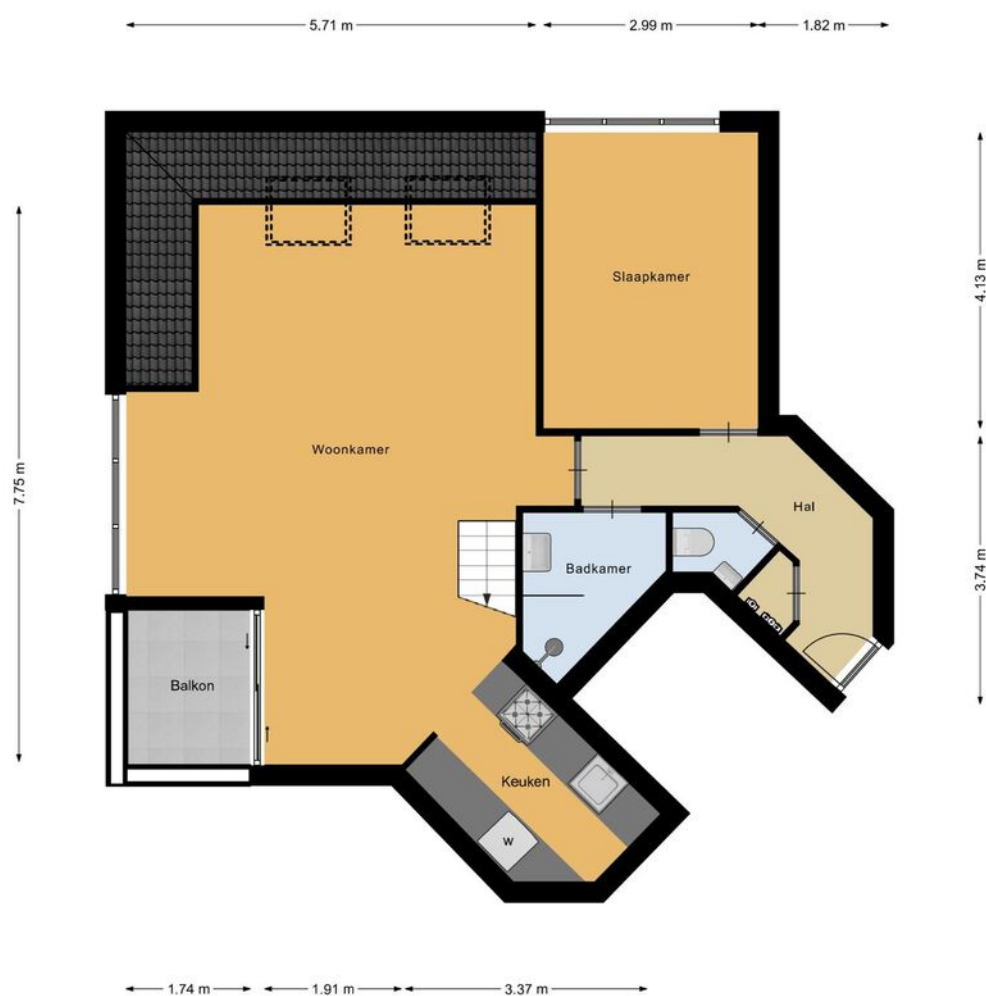 5.71 m
2.99 m
1.82 m
Slaapkamer
4.13 m
Woonkamer
7.75 m
Hal
Badkamer
3.74 m
Balkon
Keuken
W
1.74 m
1.91 m
3.37 m